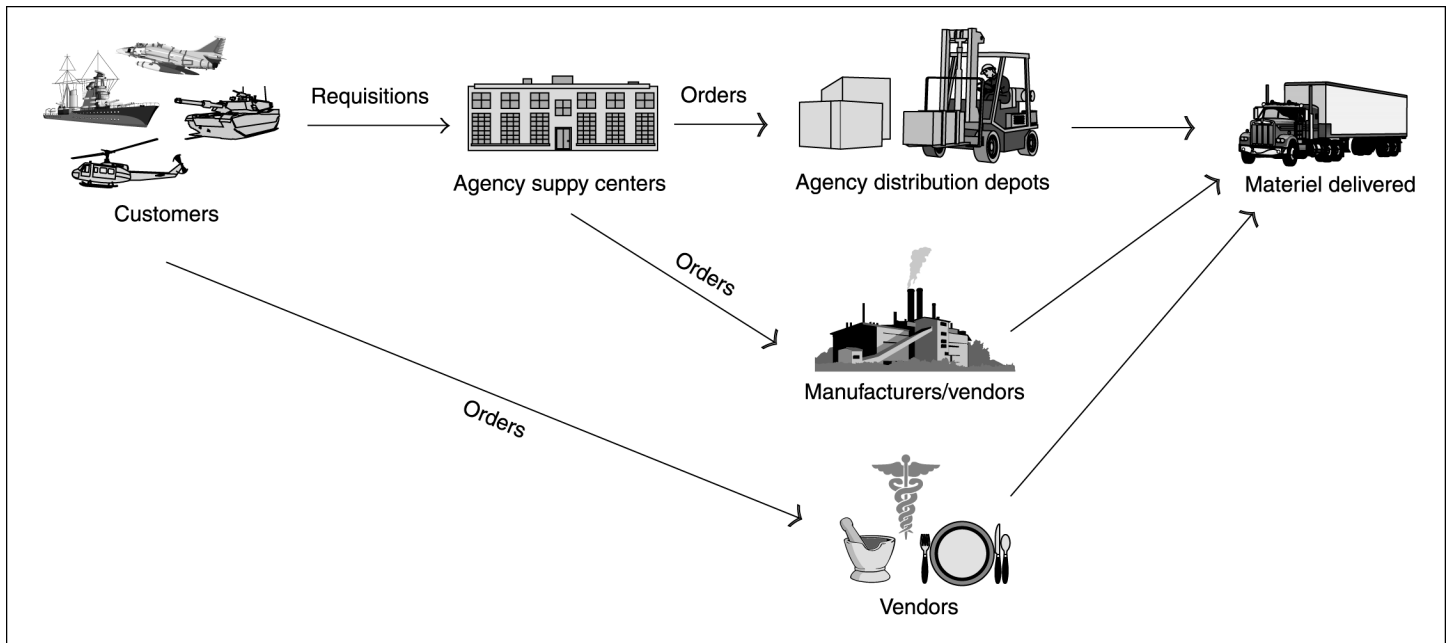 Requisitions
Orders
Agency suppy centers
Agency distribution depots
Materiel delivered
Customers
Orders
Manufacturers/vendors
Orders
Vendors